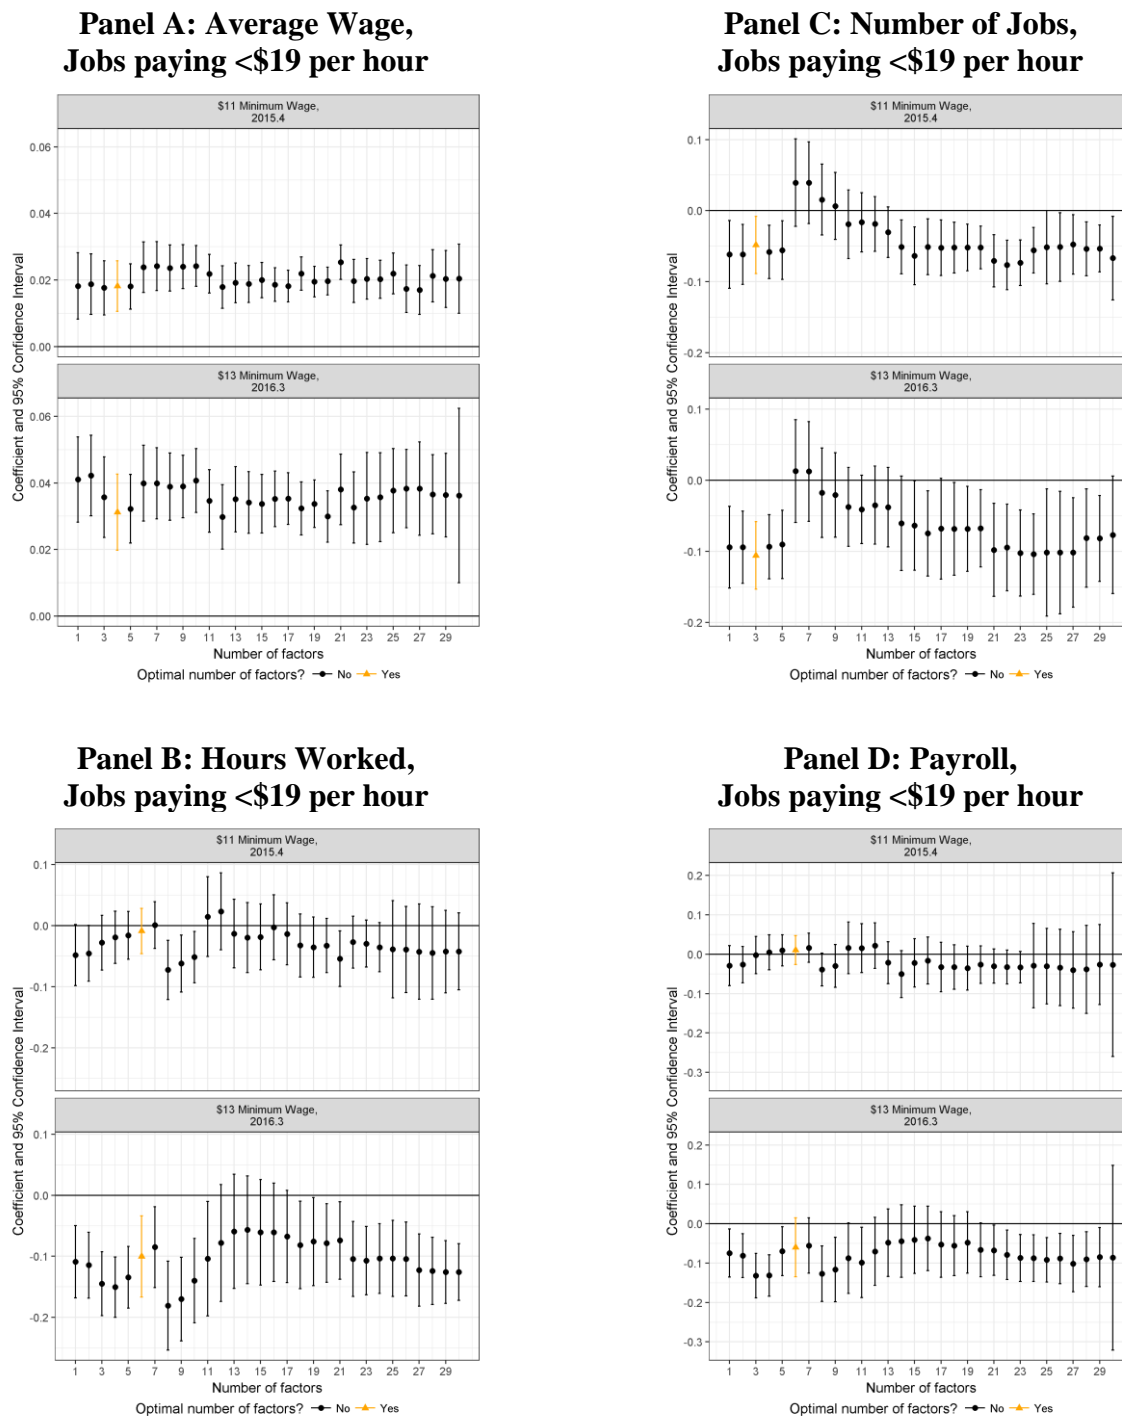 Panel A: Average Wage,
Jobs paying <$19 per hour
$11 Minimum Wage,
2015.4
0.06
0.04
0.02
0.00
$13 Minimum Wage,
2016.3
0.06
0.04
0.02
0.00
Coefficient and 95% Confidence Interval
1 3 5 7 9 11 13 15 17 19 21 23 25 27 29
Number of factors
Optimal number of factors? No Yes
Panel C: Number of Jobs,
Jobs paying <$19 per hour
$11 Minimum Wage,
2015.4
0.1
0.0
-0.1
-0.2
$13 Minimum Wage,
2016.3
0.1
0.0
-0.1
-0.2
Coefficient and 95% Confidence Interval
1 3 5 7 9 11 13 15 17 19 21 23 25 27 29
Number of factors
Optimal number of factors? No Yes
Panel B: Hours Worked,
Jobs paying <$19 per hour
$11 Minimum Wage,
2015.4
0.1
0.0
-0.1
-0.2
$13 Minimum Wage,
2016.3
0.1
0.0
-0.1
-0.2
Coefficient and 95% Confidence Interval
1 3 5 7 9 11 13 15 17 19 21 23 25 27 29
Number of factors
Optimal number of factors? No Yes
Panel D: Payroll,
Jobs paying <$19 per hour
$11 Minimum Wage,
2015.4
0.2
0.1
0.0
-0.1
-0.2
-0.3
$13 Minimum Wage,
2016.3
0.2
0.1
0.0
-0.1
-0.2
-0.3
Coefficient and 95% Confidence Interval
1 3 5 7 9 11 13 15 17 19 21 23 25 27 29
Number of factors
Optimal number of factors? No Yes